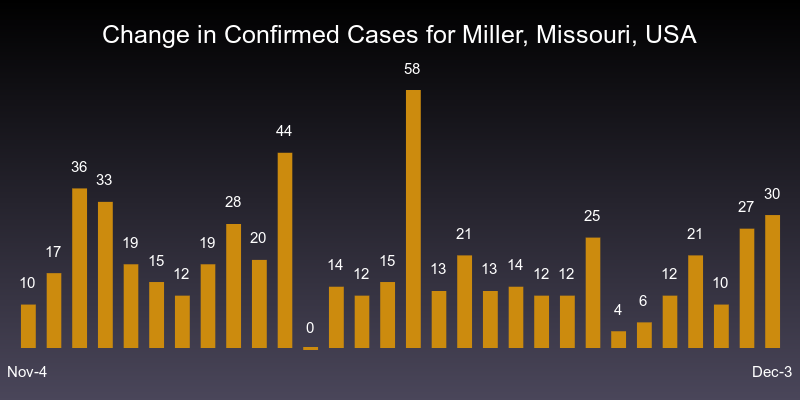 Change in Confirmed Cases for Miller, Missouri, USA
10 17 36 33 19 15 12 19 28 20 44 0 14 12 15 58 13 21 13 14 12 12 25 4 6 12 21 10 27 30
Nov-4 Dec-3